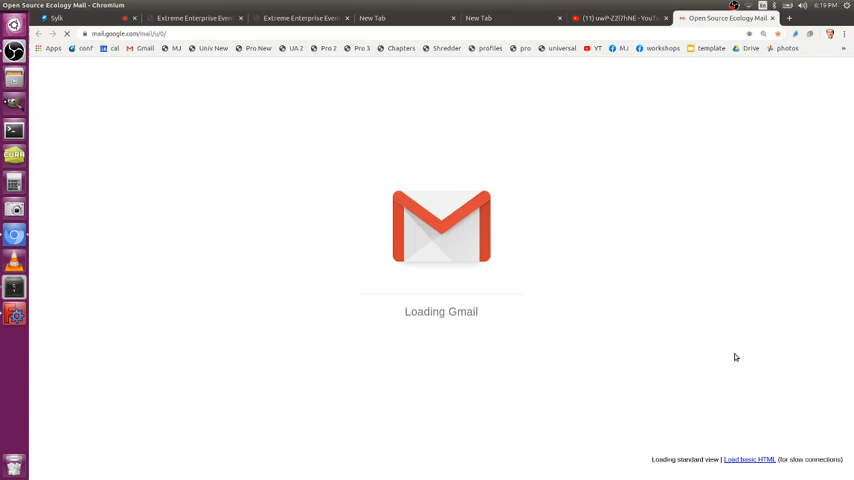 Open Source Ecology Mail - Chromium
En
6:19 PM
Sylk
Extreme Enterprise Even
Extreme Enterprise Even
New Tab
New Tab
(11) uwP-Z2l7hNE - YouT
Open Source Ecology Mail
mail.google.com/mail/u/0/
Apps
conf
cal
Gmail
MJ
Univ New
Pro New
UA 2
Pro 2
Pro 3
Chapters
Shredder
profiles
pro
universal
YT
MJ
workshops
template
Drive
photos
»
CURA
Loading Gmail
Loading standard view | Load basic HTML (for slow connections)